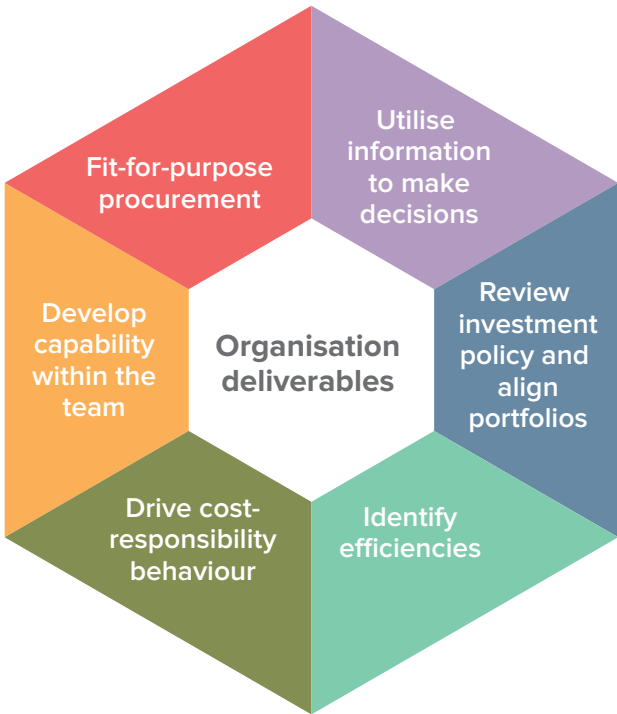 Fit-for-purpose
procurement
Utilise
information
to make
decisions
Review
investment
policy and
align
portfolios
Identify
efficiencies
Drive cost-
responsibility
behaviour
Develop
capability
within the
team
Organisation
deliverables